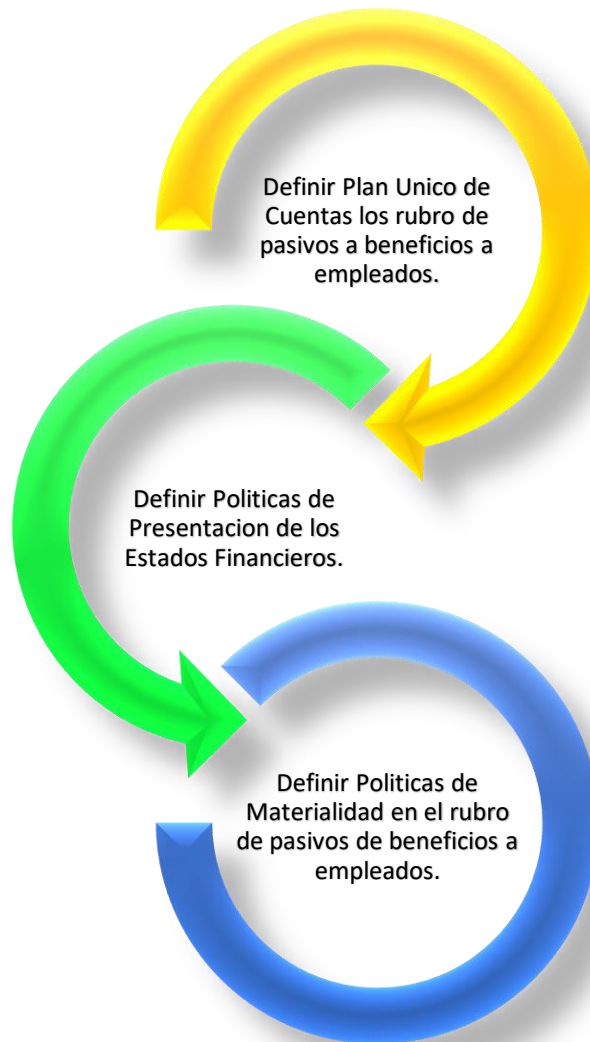 Definir Plan Unico de
Cuentas los rubro de
pasivos a beneficios a
empleados.
Definir Politicas de
Presentacion de los
Estados Financieros.
Definir Politicas de
Materialidad en el rubro
de pasivos de beneficios a
empleados.